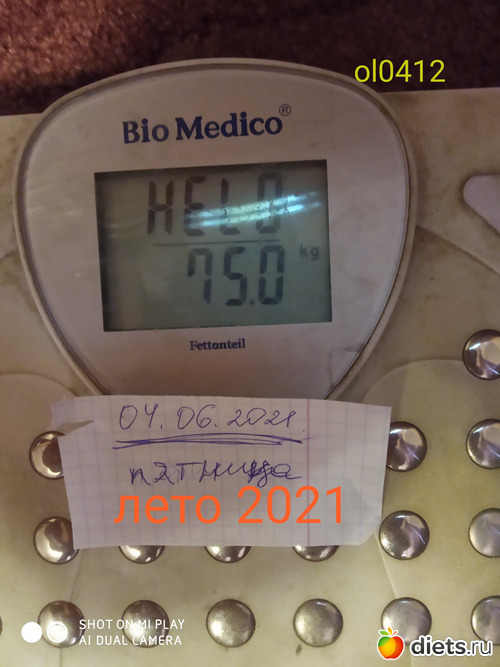 ol0412
Bio Medico®
HELO
75.0 kg
Fettanteil
04.06.2021.
пятница
лето 2021
SHOT ON MI PLAY
AI DUAL CAMERA
diets.ru